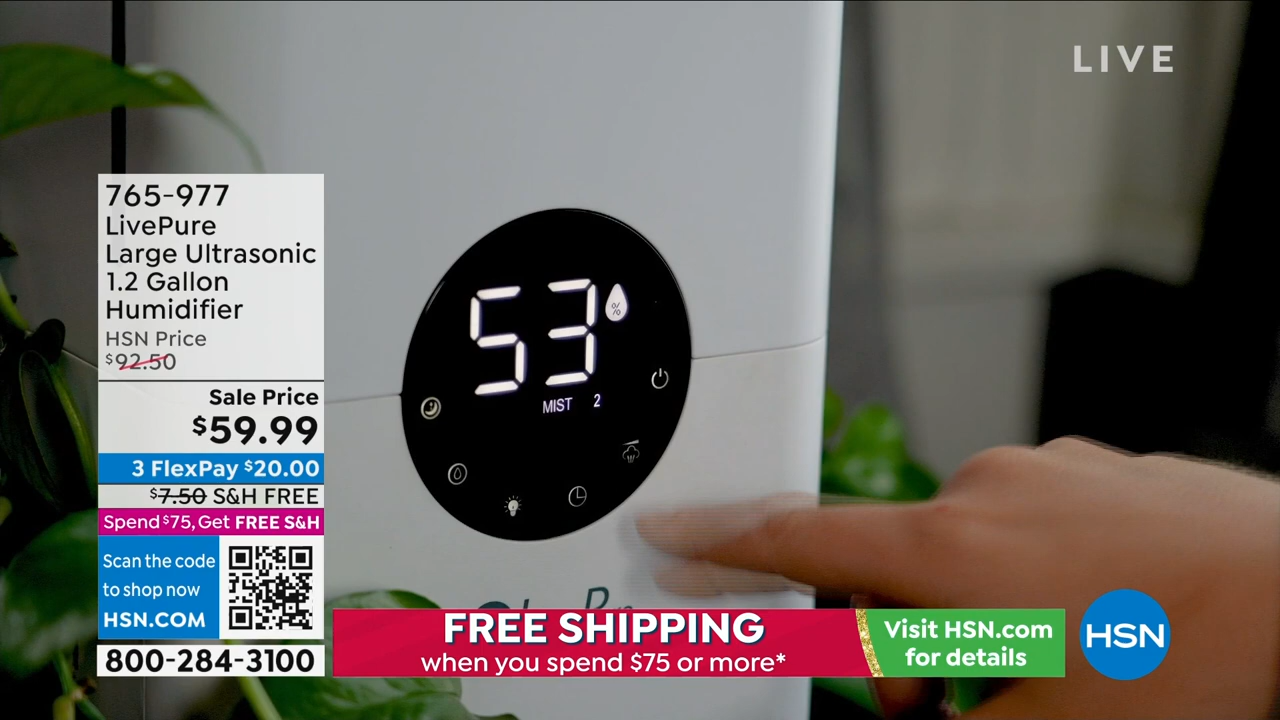 LIVE
765-977
LivePure
Large Ultrasonic
1.2 Gallon
Humidifier
HSN Price
$92.50
Sale Price
$59.99
3 FlexPay $20.00
$7.50 S&H FREE
Spend $75, Get FREE S&H
Scan the code
to shop now
HSN.COM
800-284-3100
53 %
MIST 2
FREE SHIPPING
when you spend $75 or more*
Visit HSN.com
for details
HSN